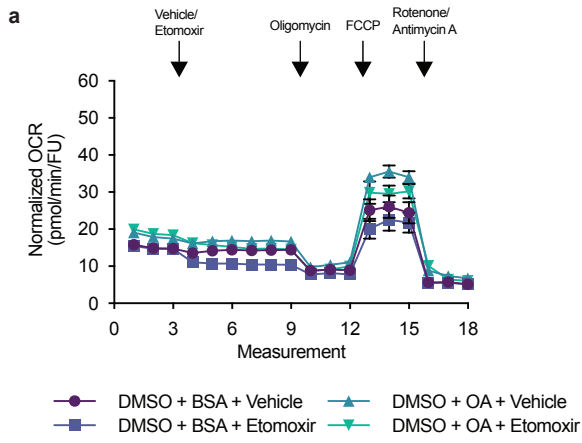 a
Vehicle/
Etomoxir
Oligomycin
FCCP
Rotenone/
Antimycin A
Normalized OCR
(pmol/min/FU)
60
50
40
30
20
10
0
0 3 6 9 12 15 18
Measurement
DMSO + BSA + Vehicle
DMSO + OA + Vehicle
DMSO + BSA + Etomoxir
DMSO + OA + Etomoxir